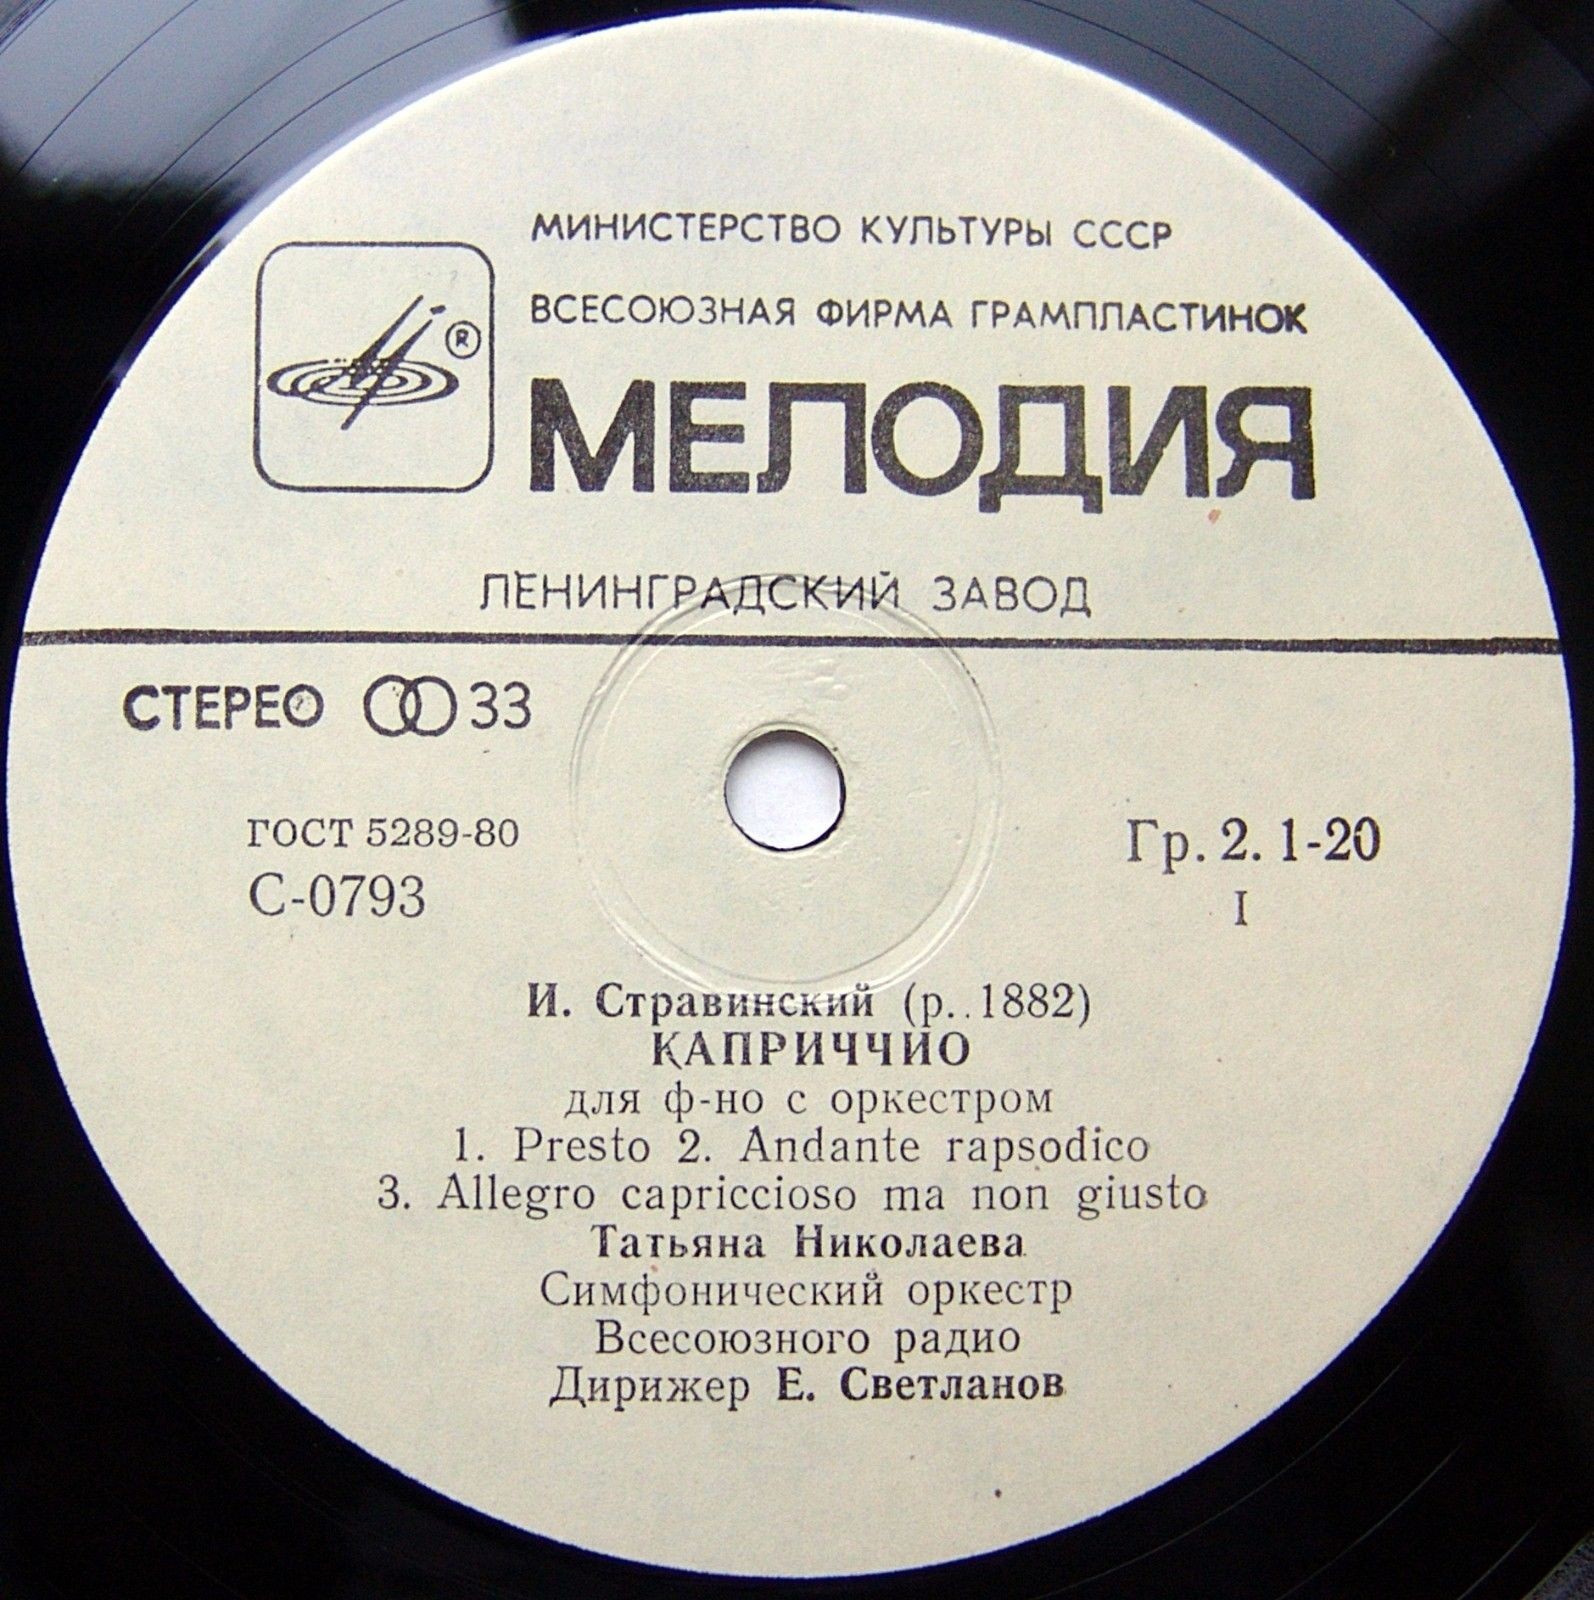 МИНИСТЕРСТВО КУЛЬТУРЫ СССР
ВСЕСОЮЗНАЯ ФИРМА ГРАМПЛАСТИНОК
®
МЕЛОДИЯ
ЛЕНИНГРАДСКИЙ ЗАВОД
СТЕРЕО 33
ГОСТ 5289-80
Гр. 2. 1-20
С-0793
I
И. Стравинский (р. . 1882)
КАПРИЧЧИО
для ф-но с оркестром
1. Presto 2. Andante rapsodico
3. Allegro capriccioso ma non giusto
Татьяна Николаева
Симфонический оркестр
Всесоюзного радио
Дирижер Е. Светланов